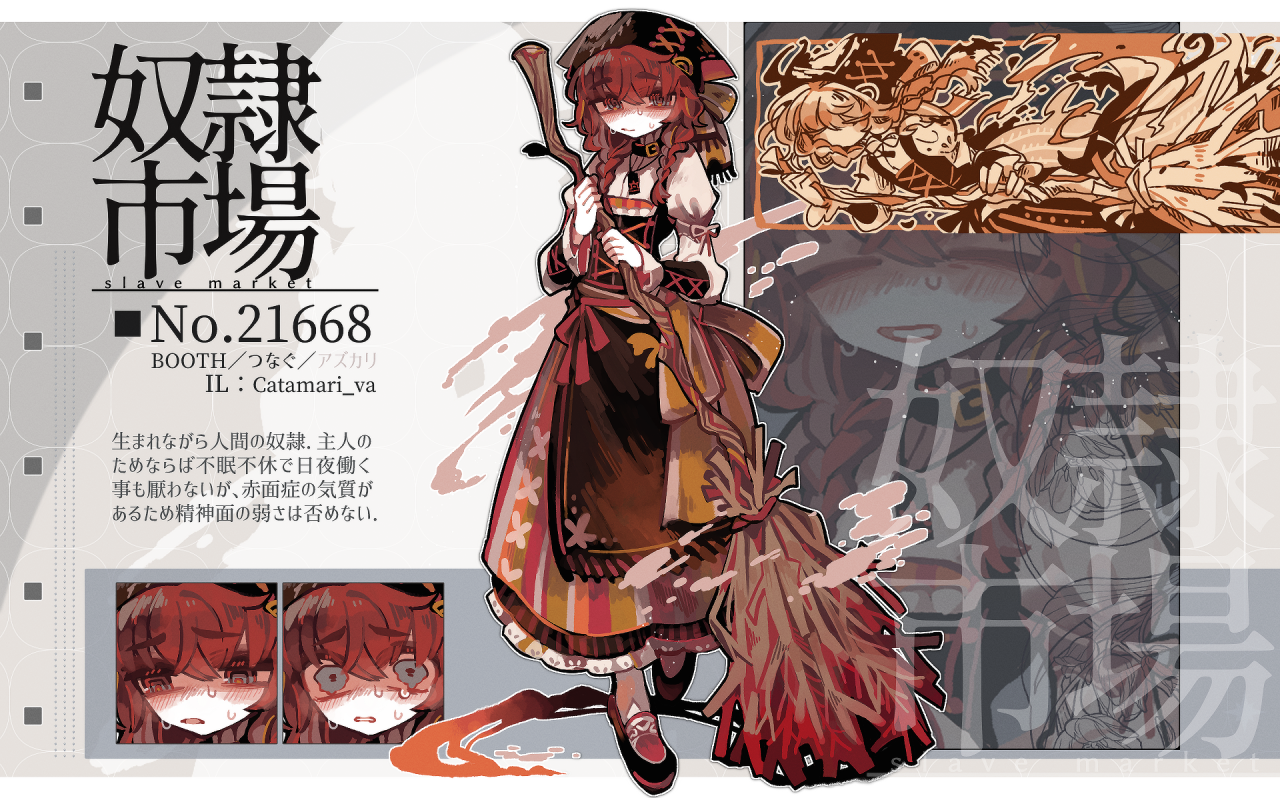 奴隷
市場
slave market
■No.21668
BOOTH／つなぐ／アズカリ
IL：Catamari_va
生まれながら人間の奴隷. 主人の
ためならば不眠不休で日夜働く
事も厭わないが、赤面症の気質が
あるため精神面の弱さは否めない.
奴隷
市場
slave market